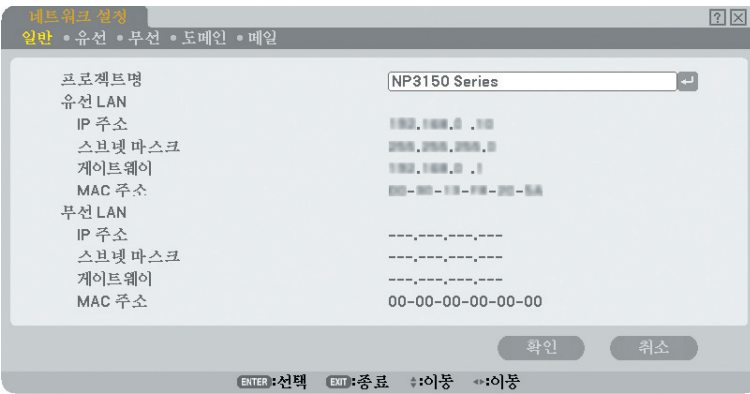 네트워크 설정
? X
일반 • 유선 • 무선 • 도메인 • 메일
프로젝트명 NP3150 Series
유선 LAN
IP 주소
스브넷 마스크
게이트웨이
MAC 주소
무선 LAN
IP 주소 ---.---.---.---
스브넷 마스크 ---.---.---.---
게이트웨이 ---.---.---.---
MAC 주소 00-00-00-00-00-00
확인 취소
ENTER:선택 EXIT:종료 :이동 :이동